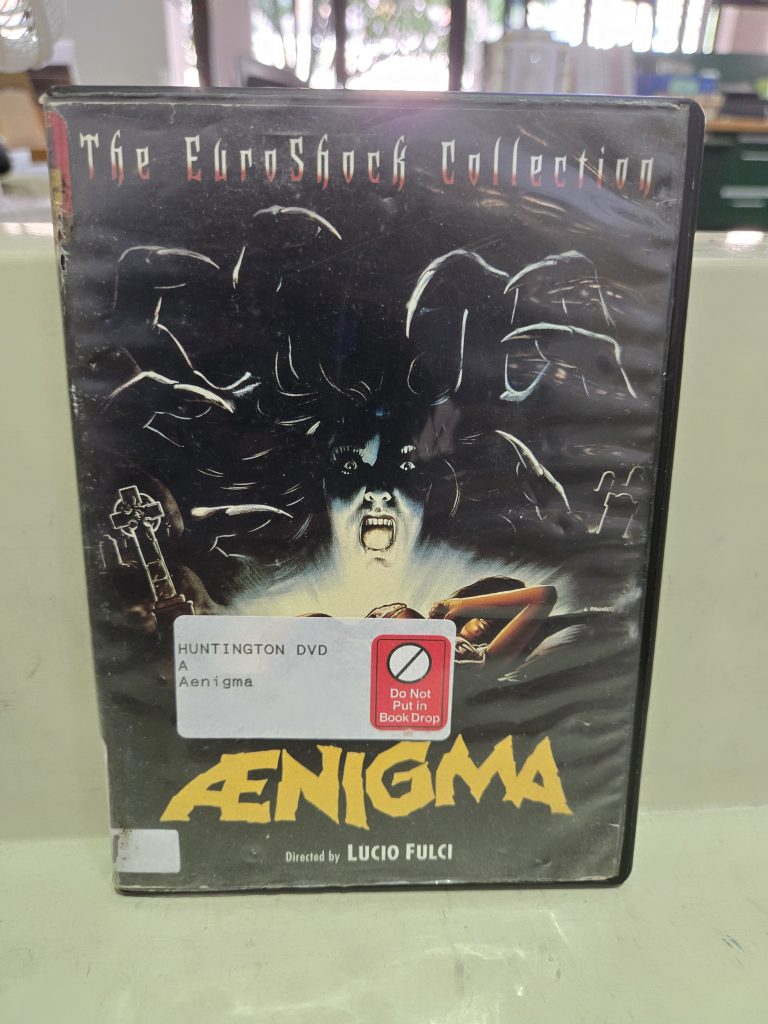 The EuroShock Collection
HUNTINGTON DVD
A
Aenigma
Do Not
Put in
Book Drop
ÆNIGMA
Directed by LUCIO FULCI